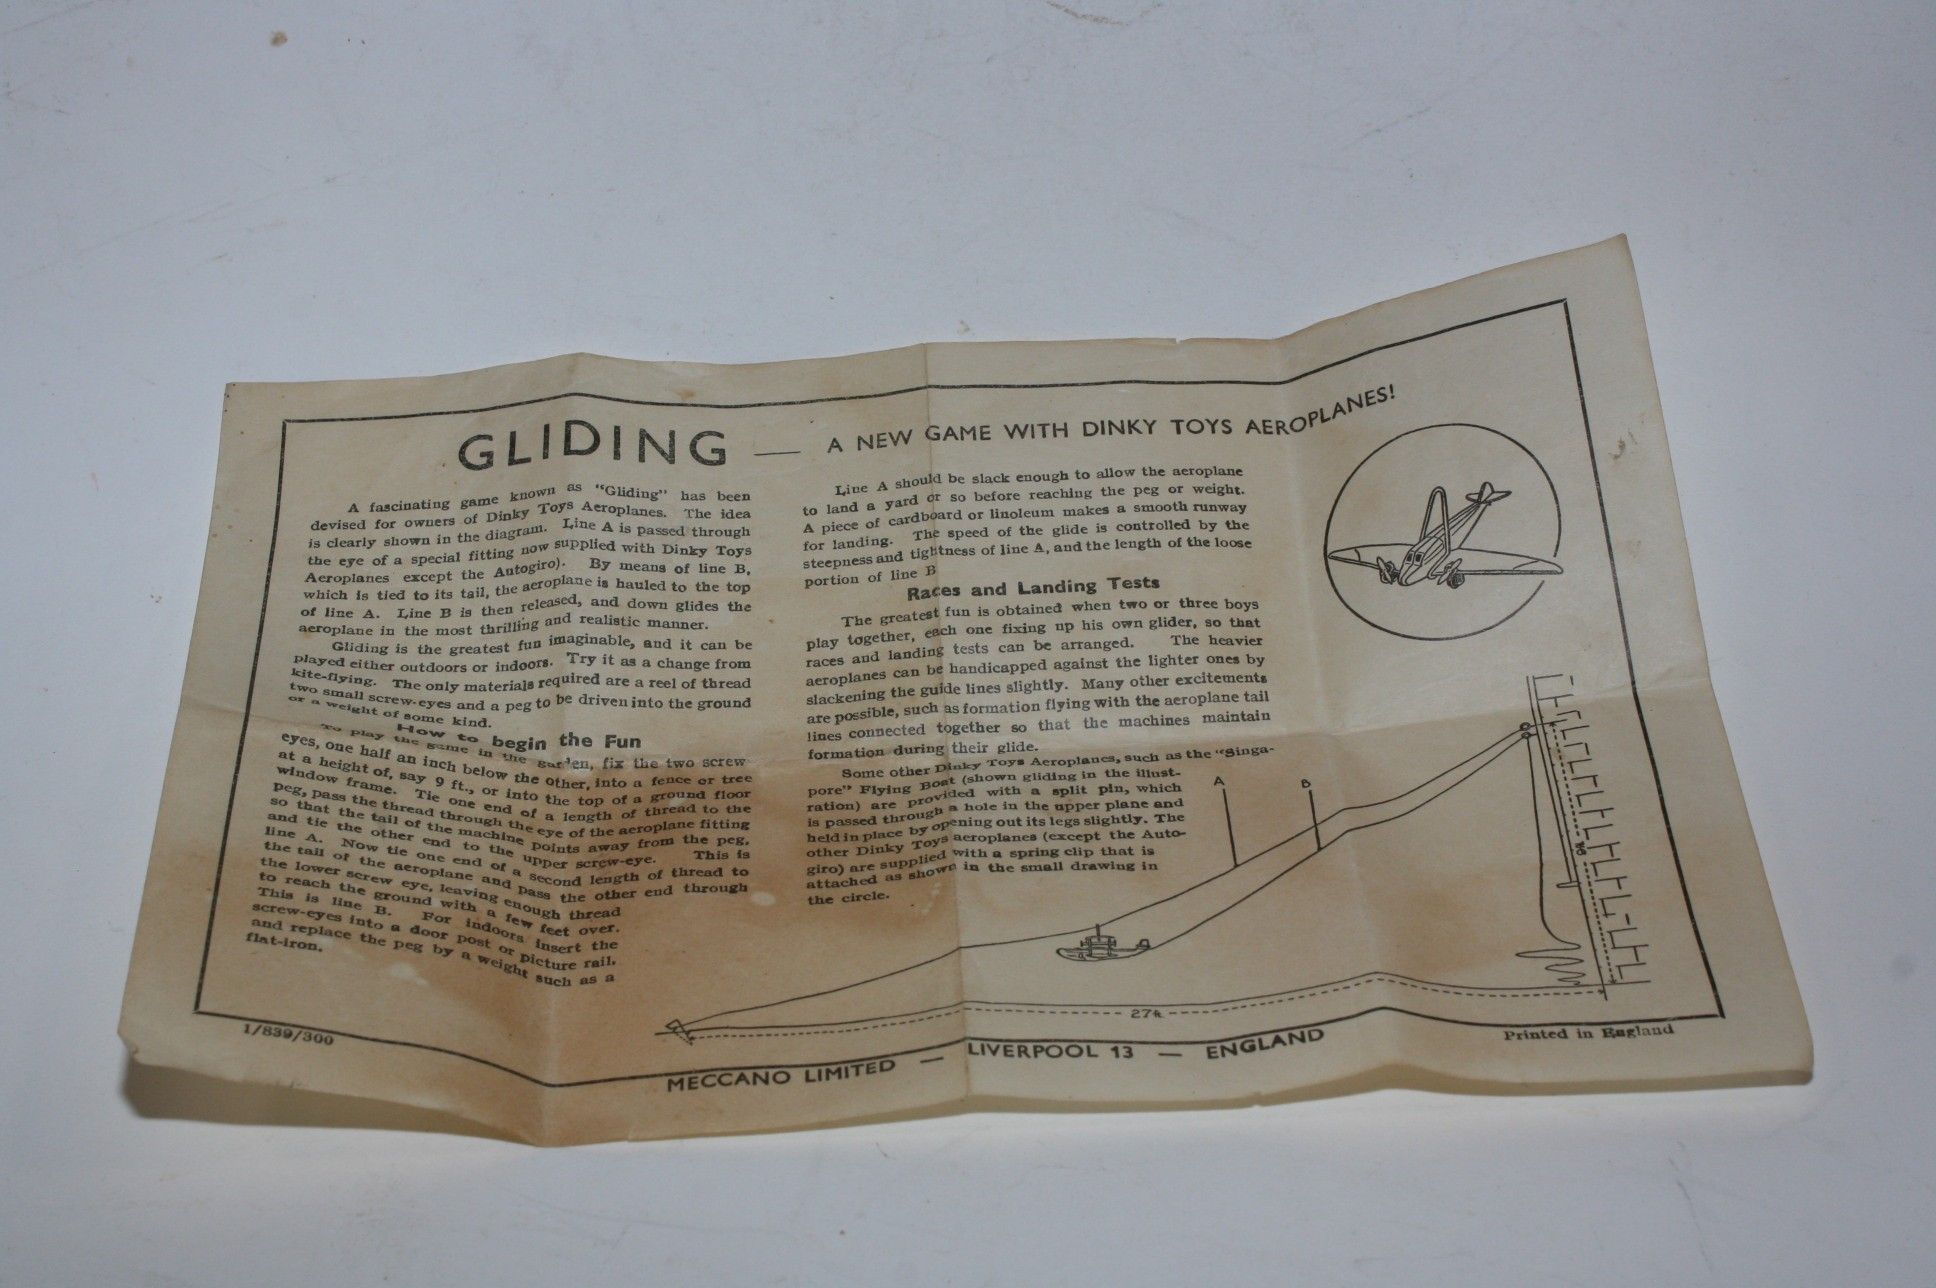 GLIDING — A NEW GAME WITH DINKY TOYS AEROPLANES!
A fascinating game known as "Gliding" has been
devised for owners of Dinky Toys Aeroplanes. The idea
is clearly shown in the diagram. Line A is passed through
the eye of a special fitting now supplied with Dinky Toys
Aeroplanes except the Autogiro). By means of line B,
which is tied to its tail, the aeroplane is hauled to the top
of line A. Line B is then released, and down glides the
aeroplane in the most thrilling and realistic manner.
Gliding is the greatest fun imaginable, and it can be
played either outdoors or indoors. Try it as a change from
kite-flying. The only materials required are a reel of thread
two small screw-eyes and a peg to be driven into the ground
or a weight of some kind.
How to begin the Fun
To play the game in the garden, fix the two screw
eyes, one half an inch below the other, into a fence or tree
at a height of, say 9 ft., or into the top of a ground floor
window frame. Tie one end of a length of thread to the
peg, pass the thread through the eye of the aeroplane fitting
so that the tail of the machine points away from the peg,
and tie the other end to the upper screw-eye. This is
line A. Now tie one end of a second length of thread to
the tail of the aeroplane and pass the other end through
the lower screw eye, leaving enough thread
to reach the ground with a few feet over.
This is line B. For indoors insert the
screw-eyes into a door post or picture rail,
and replace the peg by a weight such as a
flat-iron.
Line A should be slack enough to allow the aeroplane
to land a yard or so before reaching the peg or weight.
A piece of cardboard or linoleum makes a smooth runway
for landing. The speed of the glide is controlled by the
steepness and tightness of line A, and the length of the loose
portion of line B
Races and Landing Tests
The greatest fun is obtained when two or three boys
play together, each one fixing up his own glider, so that
races and landing tests can be arranged. The heavier
aeroplanes can be handicapped against the lighter ones by
slackening the guide lines slightly. Many other excitements
are possible, such as formation flying with the aeroplane tail
lines connected together so that the machines maintain
formation during their glide.
Some other Dinky Toys Aeroplanes, such as the "Singa-
pore" Flying Boat (shown gliding in the illust-
ration) are provided with a split pin, which
is passed through a hole in the upper plane and
held in place by opening out its legs slightly. The
other Dinky Toys aeroplanes (except the Auto-
giro) are supplied with a spring clip that is
attached as shown in the small drawing in
the circle.
A
B
27ft.
1/839/300
Printed in England
MECCANO LIMITED — LIVERPOOL 13 — ENGLAND